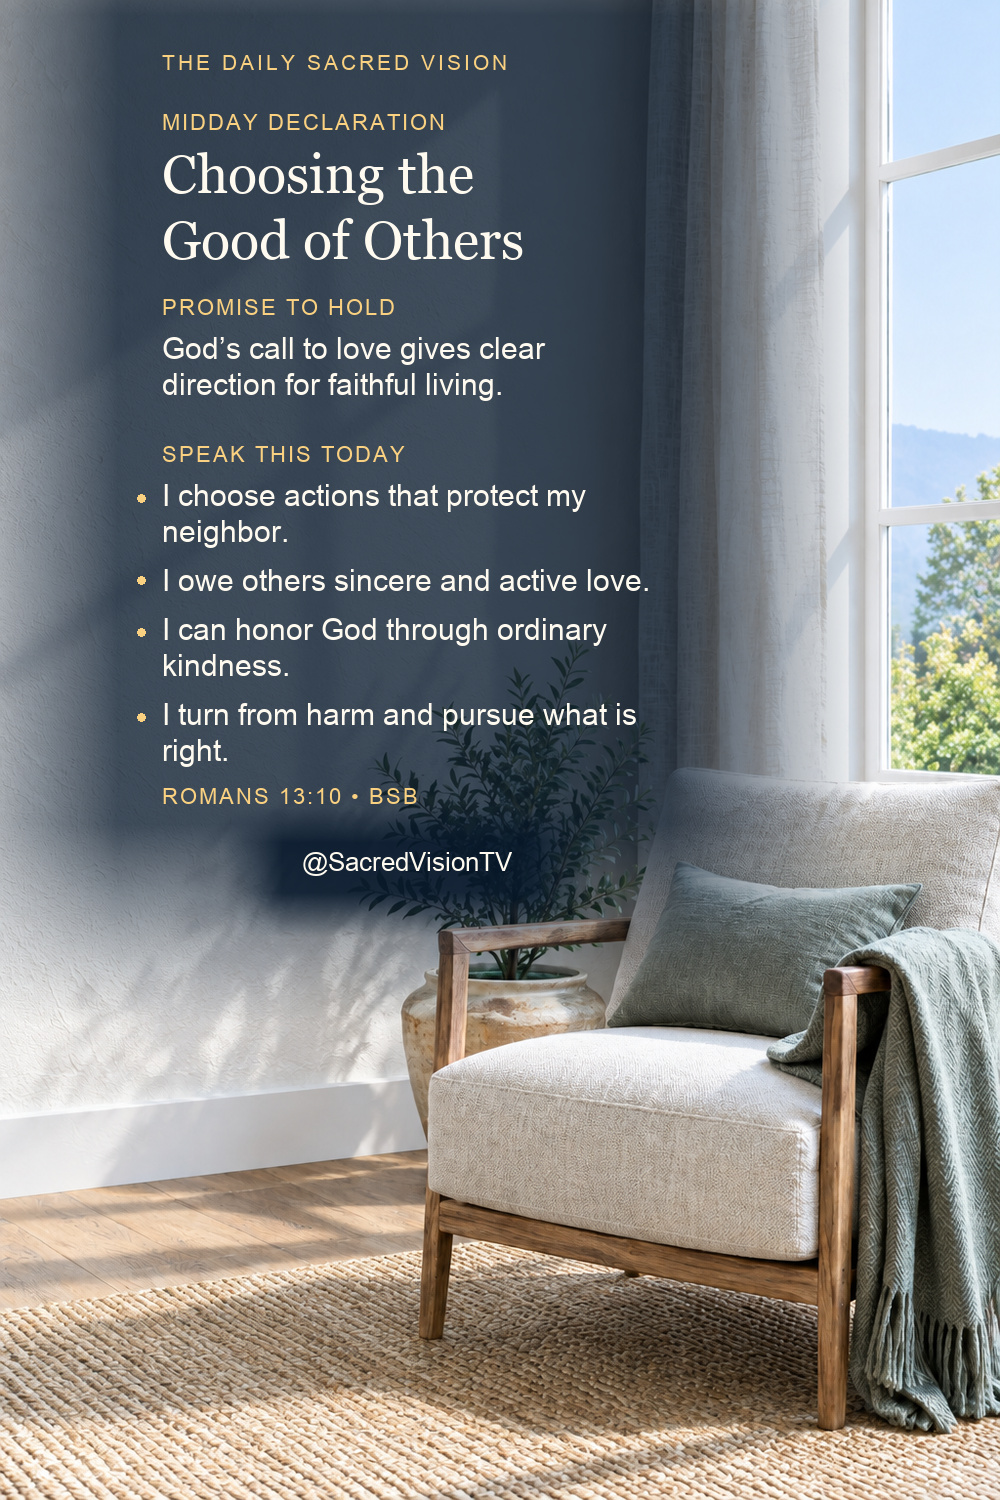 THE DAILY SACRED VISION
MIDDAY DECLARATION
Choosing the
Good of Others
PROMISE TO HOLD
God’s call to love gives clear
direction for faithful living.
SPEAK THIS TODAY
• I choose actions that protect my
neighbor.
• I owe others sincere and active love.
• I can honor God through ordinary
kindness.
• I turn from harm and pursue what is
right.
ROMANS 13:10 • BSB
@SacredVisionTV